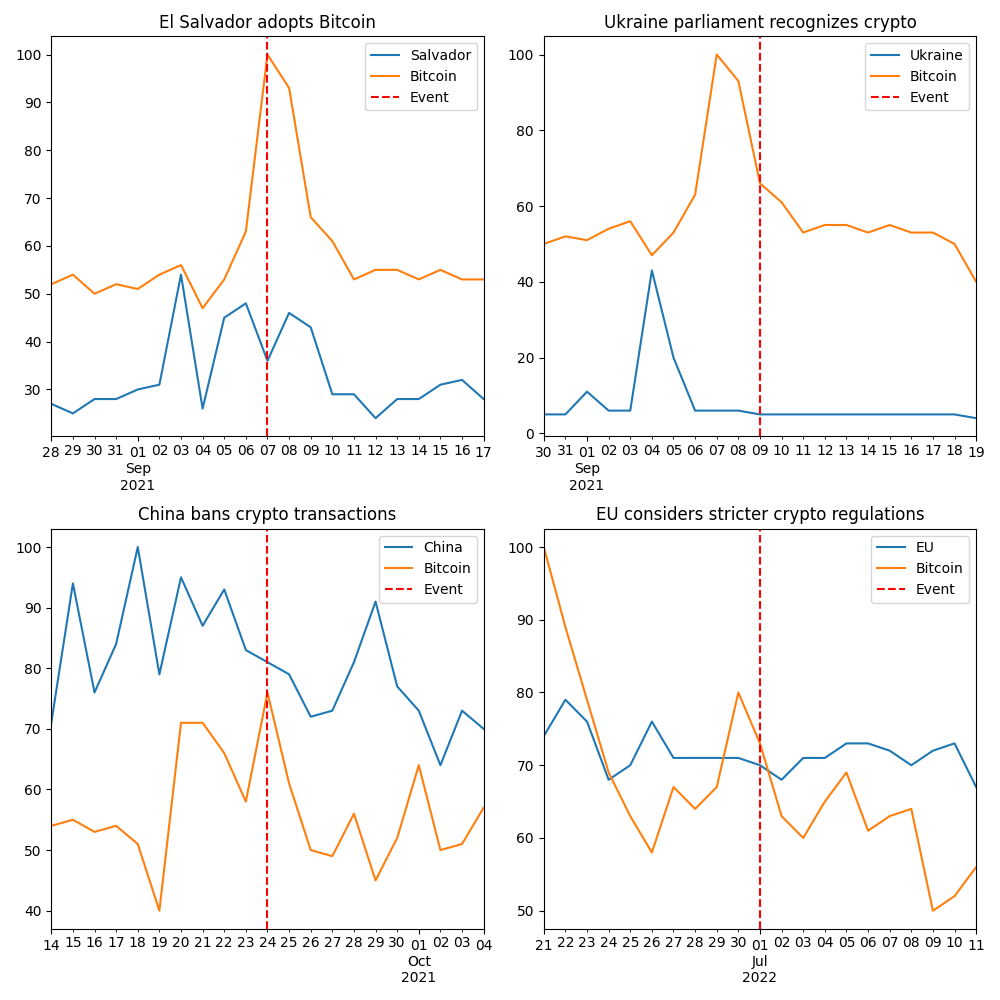 El Salvador adopts Bitcoin
Salvador
Bitcoin
Event
100
90
80
70
60
50
40
30
28 29 30 31 01 02 03 04 05 06 07 08 09 10 11 12 13 14 15 16 17
Sep
2021
Ukraine parliament recognizes crypto
Ukraine
Bitcoin
Event
100
80
60
40
20
0
30 31 01 02 03 04 05 06 07 08 09 10 11 12 13 14 15 16 17 18 19
Sep
2021
China bans crypto transactions
China
Bitcoin
Event
100
90
80
70
60
50
40
14 15 16 17 18 19 20 21 22 23 24 25 26 27 28 29 30 01 02 03 04
Oct
2021
EU considers stricter crypto regulations
EU
Bitcoin
Event
100
90
80
70
60
50
21 22 23 24 25 26 27 28 29 30 01 02 03 04 05 06 07 08 09 10 11
Jul
2022